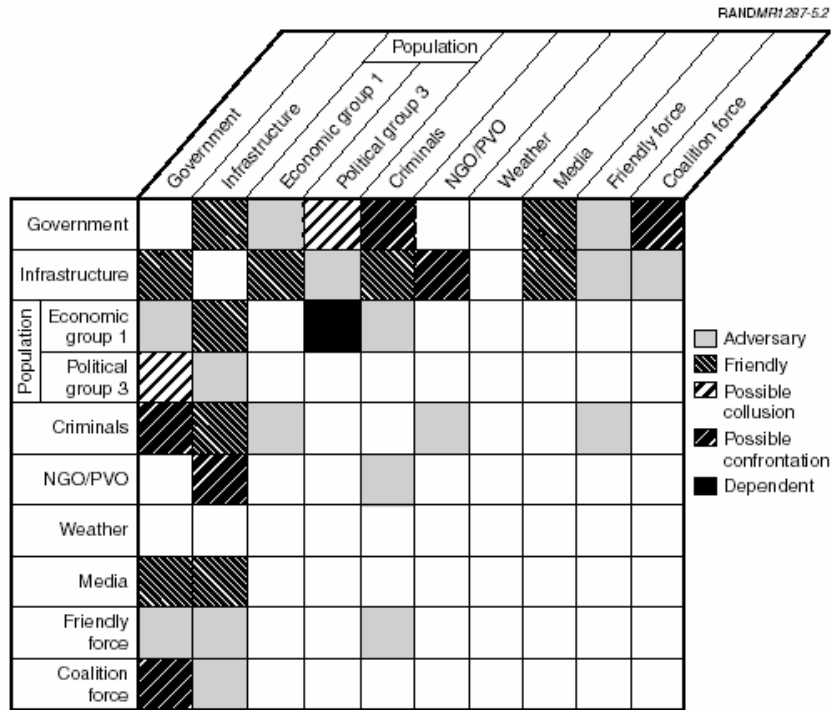 RANDMR1287-5.2
Population
Government
Infrastructure
Economic group 1
Political group 3
Criminals
NGO/PVO
Weather
Media
Friendly force
Coalition force
Government
Infrastructure
Population
Economic
group 1
Political
group 3
Criminals
NGO/PVO
Weather
Media
Friendly
force
Coalition
force
Adversary
Friendly
Possible
collusion
Possible
confrontation
Dependent